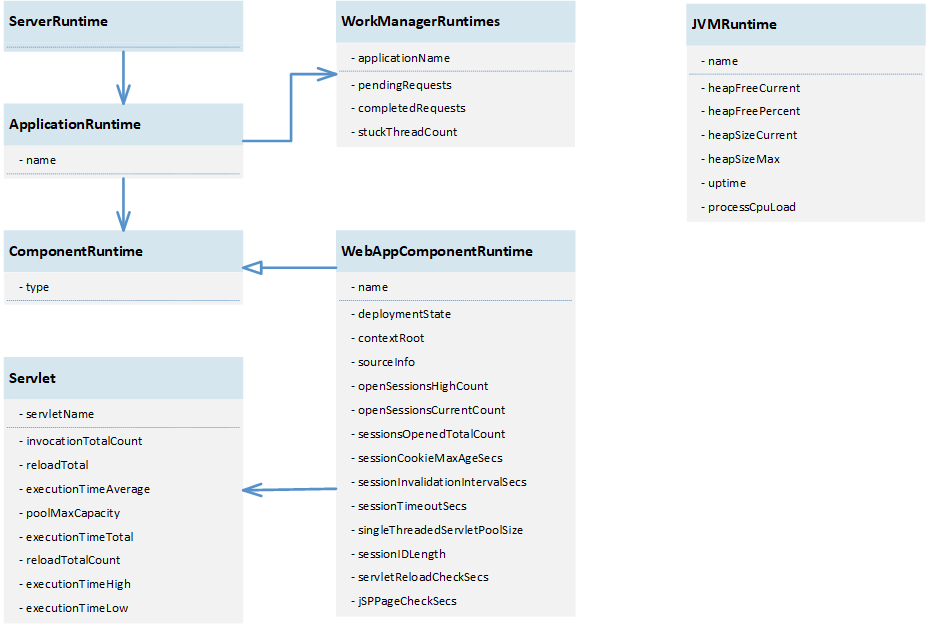 ServerRuntime
ApplicationRuntime
- name
ComponentRuntime
- type
Servlet
- servletName
- invocationTotalCount
- reloadTotal
- executionTimeAverage
- poolMaxCapacity
- executionTimeTotal
- reloadTotalCount
- executionTimeHigh
- executionTimeLow
WorkManagerRuntimes
- applicationName
- pendingRequests
- completedRequests
- stuckThreadCount
WebAppComponentRuntime
- name
- deploymentState
- contextRoot
- sourceInfo
- openSessionsHighCount
- openSessionsCurrentCount
- sessionsOpenedTotalCount
- sessionCookieMaxAgeSecs
- sessionInvalidationIntervalSecs
- sessionTimeoutSecs
- singleThreadedServletPoolSize
- sessionIDLength
- servletReloadCheckSecs
- jSPPageCheckSecs
JVMRuntime
- name
- heapFreeCurrent
- heapFreePercent
- heapSizeCurrent
- heapSizeMax
- uptime
- processCpuLoad